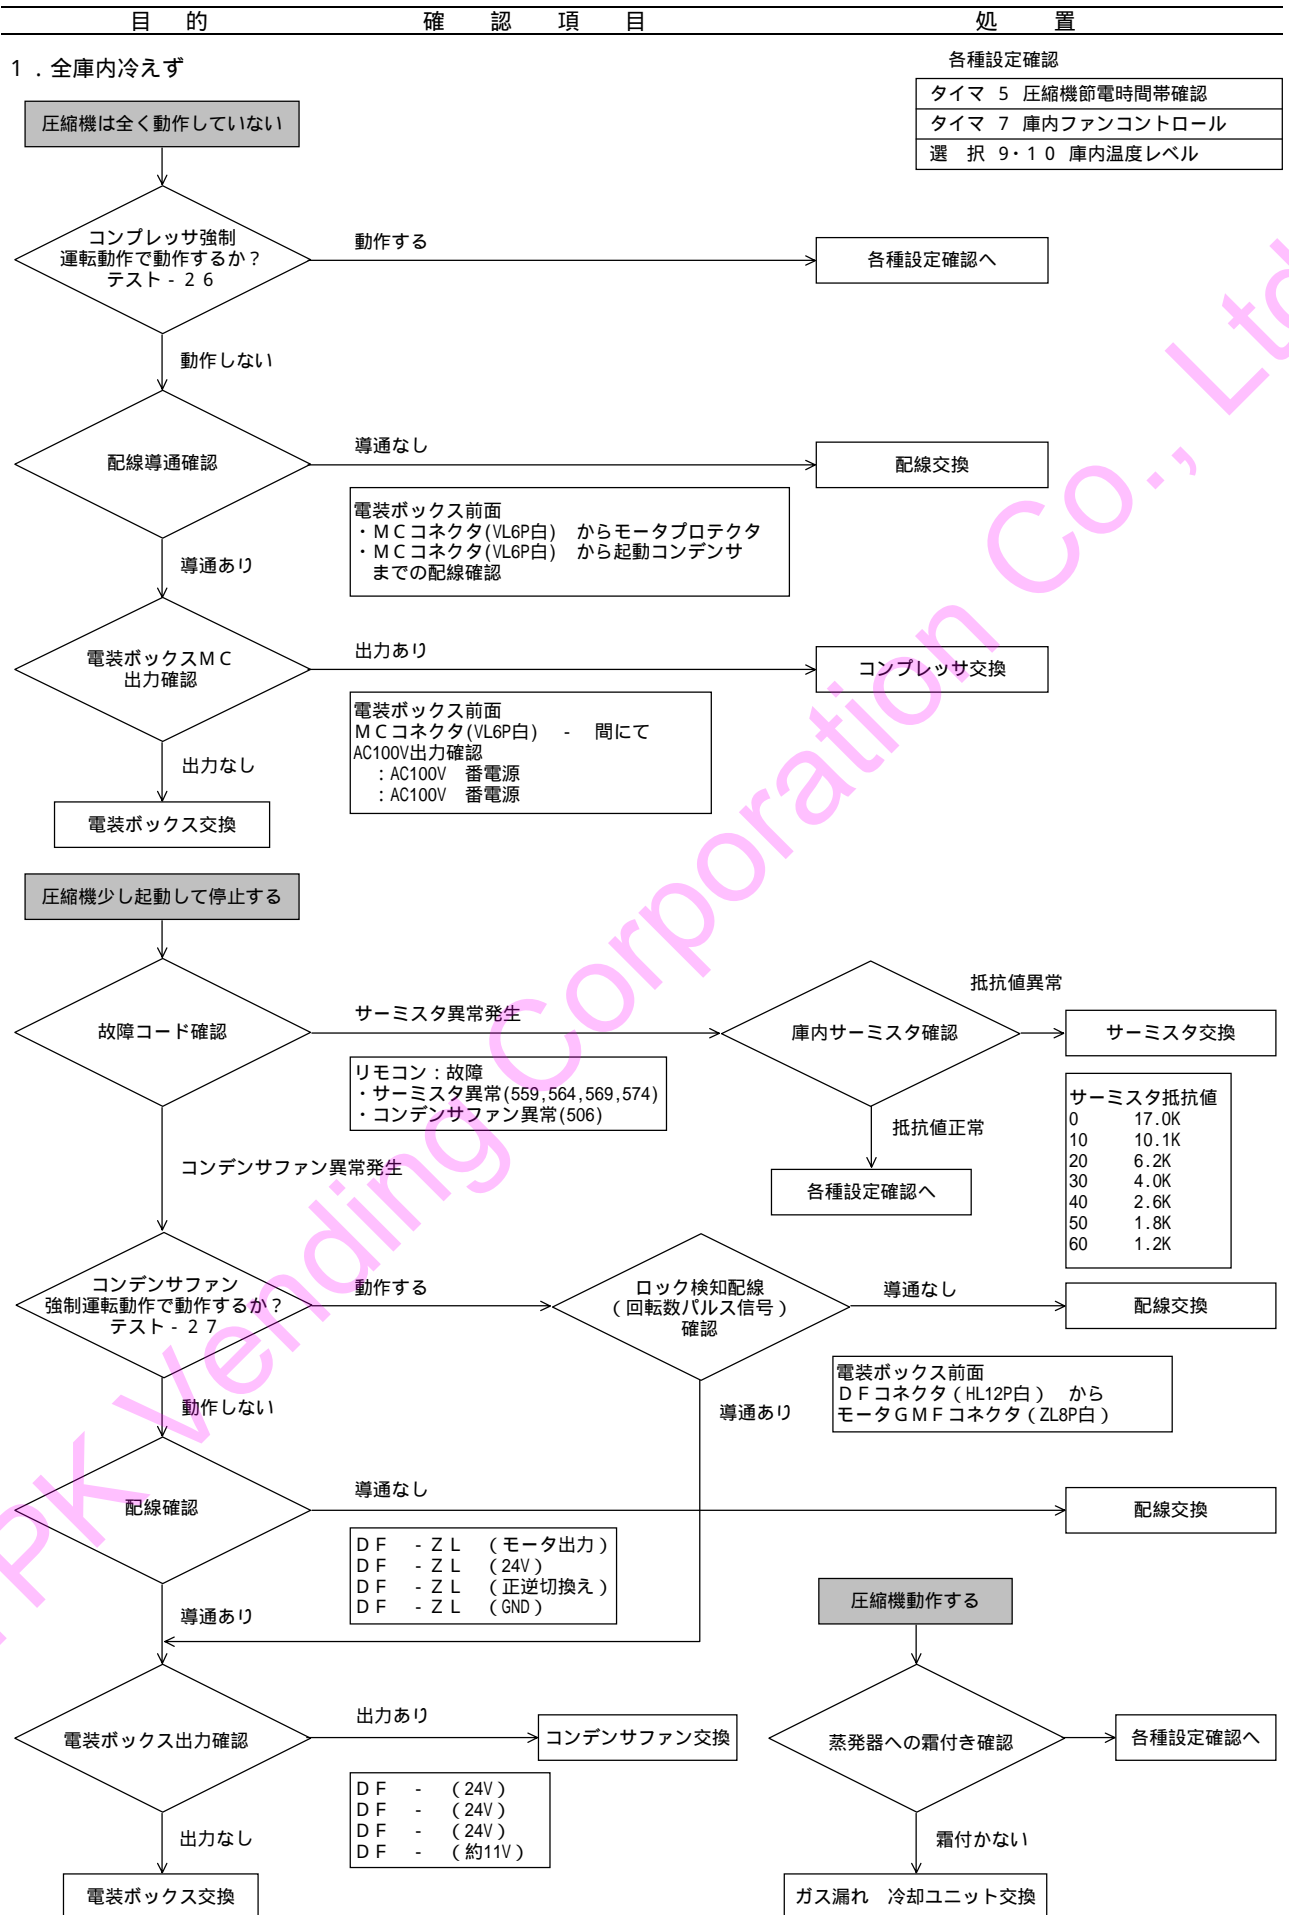 目　的　確　認　項　目　処　置
1．全庫内冷えず
各種設定確認
タイマ 5 圧縮機節電時間帯確認
タイマ 7 庫内ファンコントロール
選　択 9・10 庫内温度レベル
圧縮機は全く動作していない
コンプレッサ強制
運転動作で動作するか？
テスト - 26
動作する
各種設定確認へ
動作しない
配線導通確認
導通なし
配線交換
電装ボックス前面
・MCコネクタ(VL6P白)　からモータプロテクタ
・MCコネクタ(VL6P白)　から起動コンデンサ
までの配線確認
導通あり
電装ボックスMC
出力確認
出力あり
コンプレッサ交換
電装ボックス前面
MCコネクタ(VL6P白)　-　間にて
AC100V出力確認
：AC100V　番電源
：AC100V　番電源
出力なし
電装ボックス交換
圧縮機少し起動して停止する
故障コード確認
サーミスタ異常発生
リモコン：故障
・サーミスタ異常(559,564,569,574)
・コンデンサファン異常(506)
庫内サーミスタ確認
抵抗値異常
サーミスタ交換
サーミスタ抵抗値
0　17.0K
10　10.1K
20　6.2K
30　4.0K
40　2.6K
50　1.8K
60　1.2K
抵抗値正常
各種設定確認へ
コンデンサファン異常発生
コンデンサファン
強制運転動作で動作するか？
テスト - 27
動作する
ロック検知配線
（回転数パルス信号）
確認
導通なし
配線交換
電装ボックス前面
DFコネクタ（HL12P白）　から
モータGMFコネクタ（ZL8P白）
導通あり
動作しない
配線確認
導通なし
配線交換
DF　- ZL　（モータ出力）
DF　- ZL　（24V）
DF　- ZL　（正逆切換え）
DF　- ZL　（GND）
導通あり
電装ボックス出力確認
出力あり
コンデンサファン交換
DF　-　（24V）
DF　-　（24V）
DF　-　（24V）
DF　-　（約11V）
出力なし
電装ボックス交換
圧縮機動作する
蒸発器への霜付き確認
各種設定確認へ
霜付かない
ガス漏れ　冷却ユニット交換
PK Vending Corporation Co., Ltd